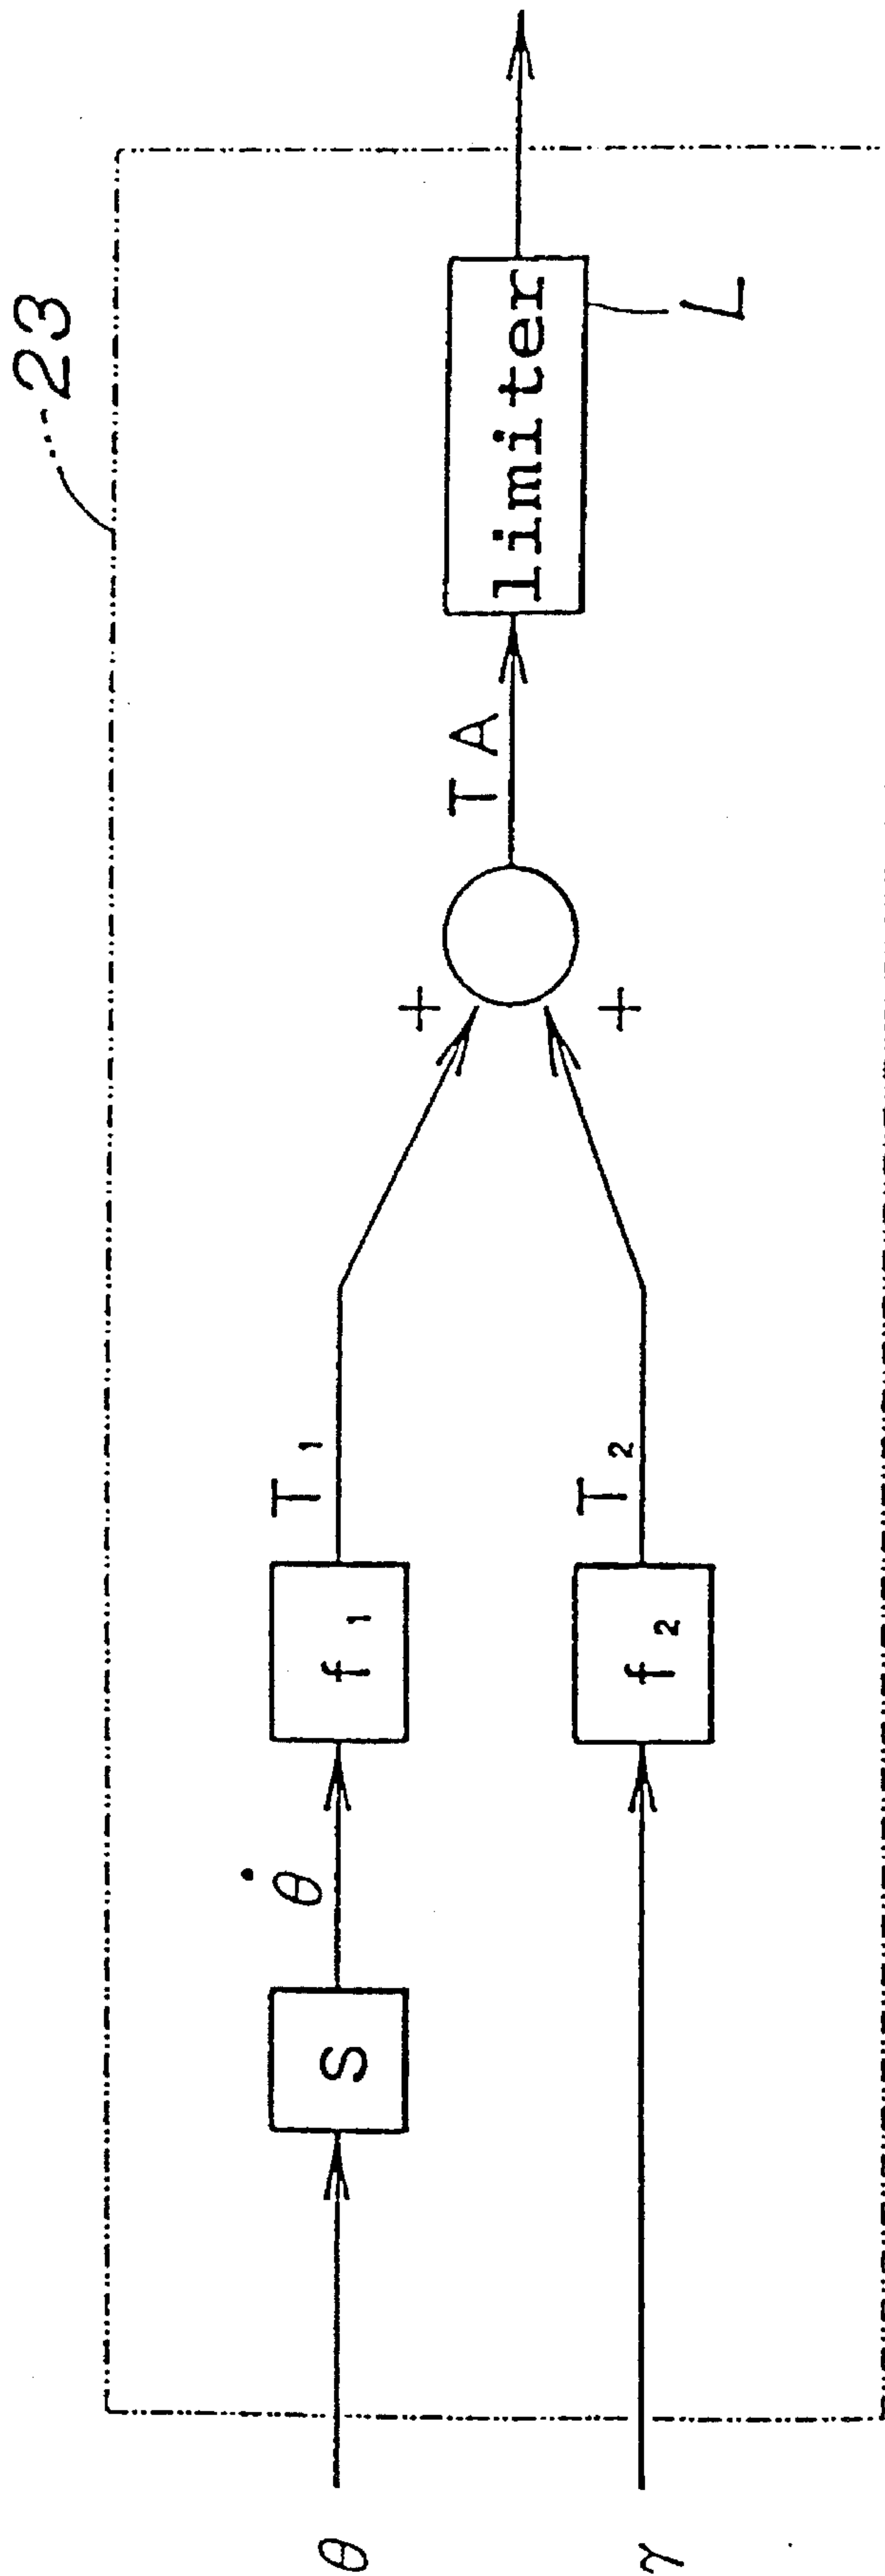 23
θ
S
θ̇
f₁
T₁
+
γ
f₂
T₂
+
TA
limiter
L